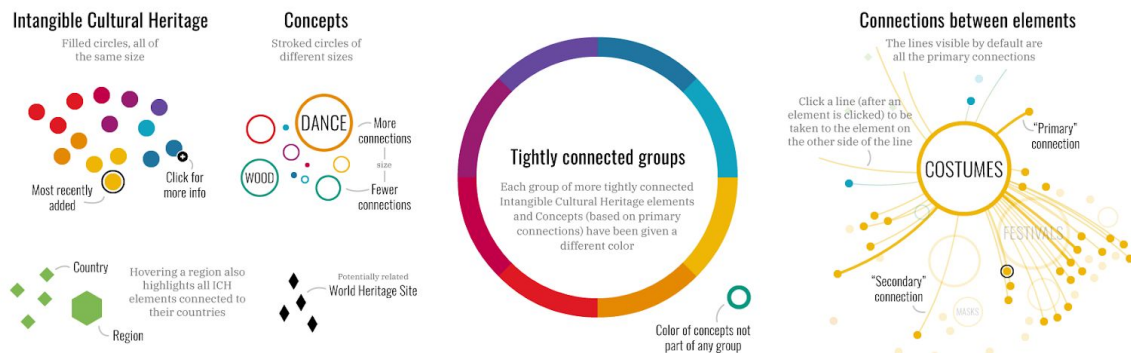 Intangible Cultural Heritage
Filled circles, all of
the same size
Most recently
added
Click for
more info
Country
Hovering a region also
highlights all ICH
elements connected to
their countries
Region
Concepts
Stroked circles of
different sizes
DANCE
WOOD
More
connections
size
Fewer
connections
Potentially related
World Heritage Site
Tightly connected groups
Each group of more tightly connected
Intangible Cultural Heritage elements
and Concepts (based on primary
connections) have been given a
different color
Color of concepts not
part of any group
Connections between elements
The lines visible by default are
all the primary connections
Click a line (after an
element is clicked) to be
taken to the element on
the other side of the line
"Primary"
connection
COSTUMES
FESTIVALS
"Secondary"
connection
MASKS